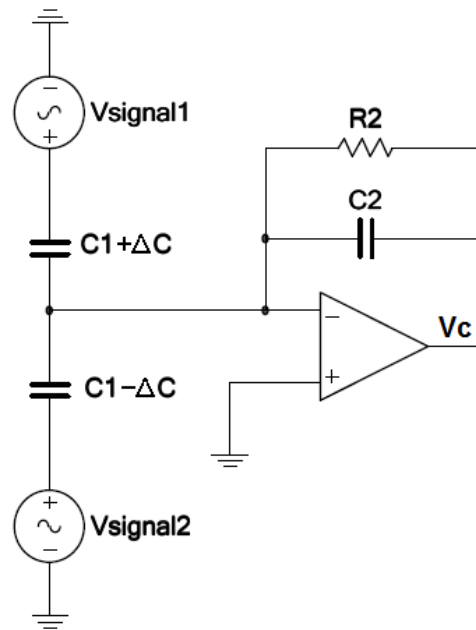 Vsignal1
R2
C2
C1+ΔC
Vc
C1−ΔC
Vsignal2